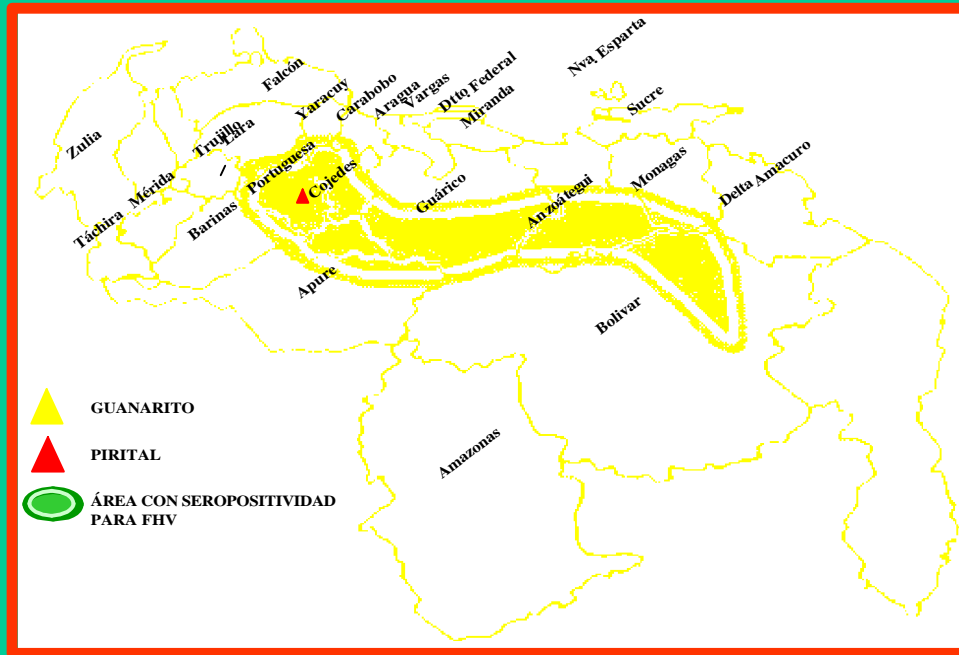 Nva Esparta
Falcón
Yaracuy
Carabobo
Aragua
Vargas
Dtto Federal
Miranda
Sucre
Zulia
Trujillo
Lara
Portuguesa
Cojedes
Guárico
Anzoátegui
Monagas
Delta Amacuro
Táchira
Mérida
Barinas
Apure
Bolivar
Amazonas
GUANARITO
PIRITAL
ÁREA CON SEROPOSITIVIDAD
PARA FHV